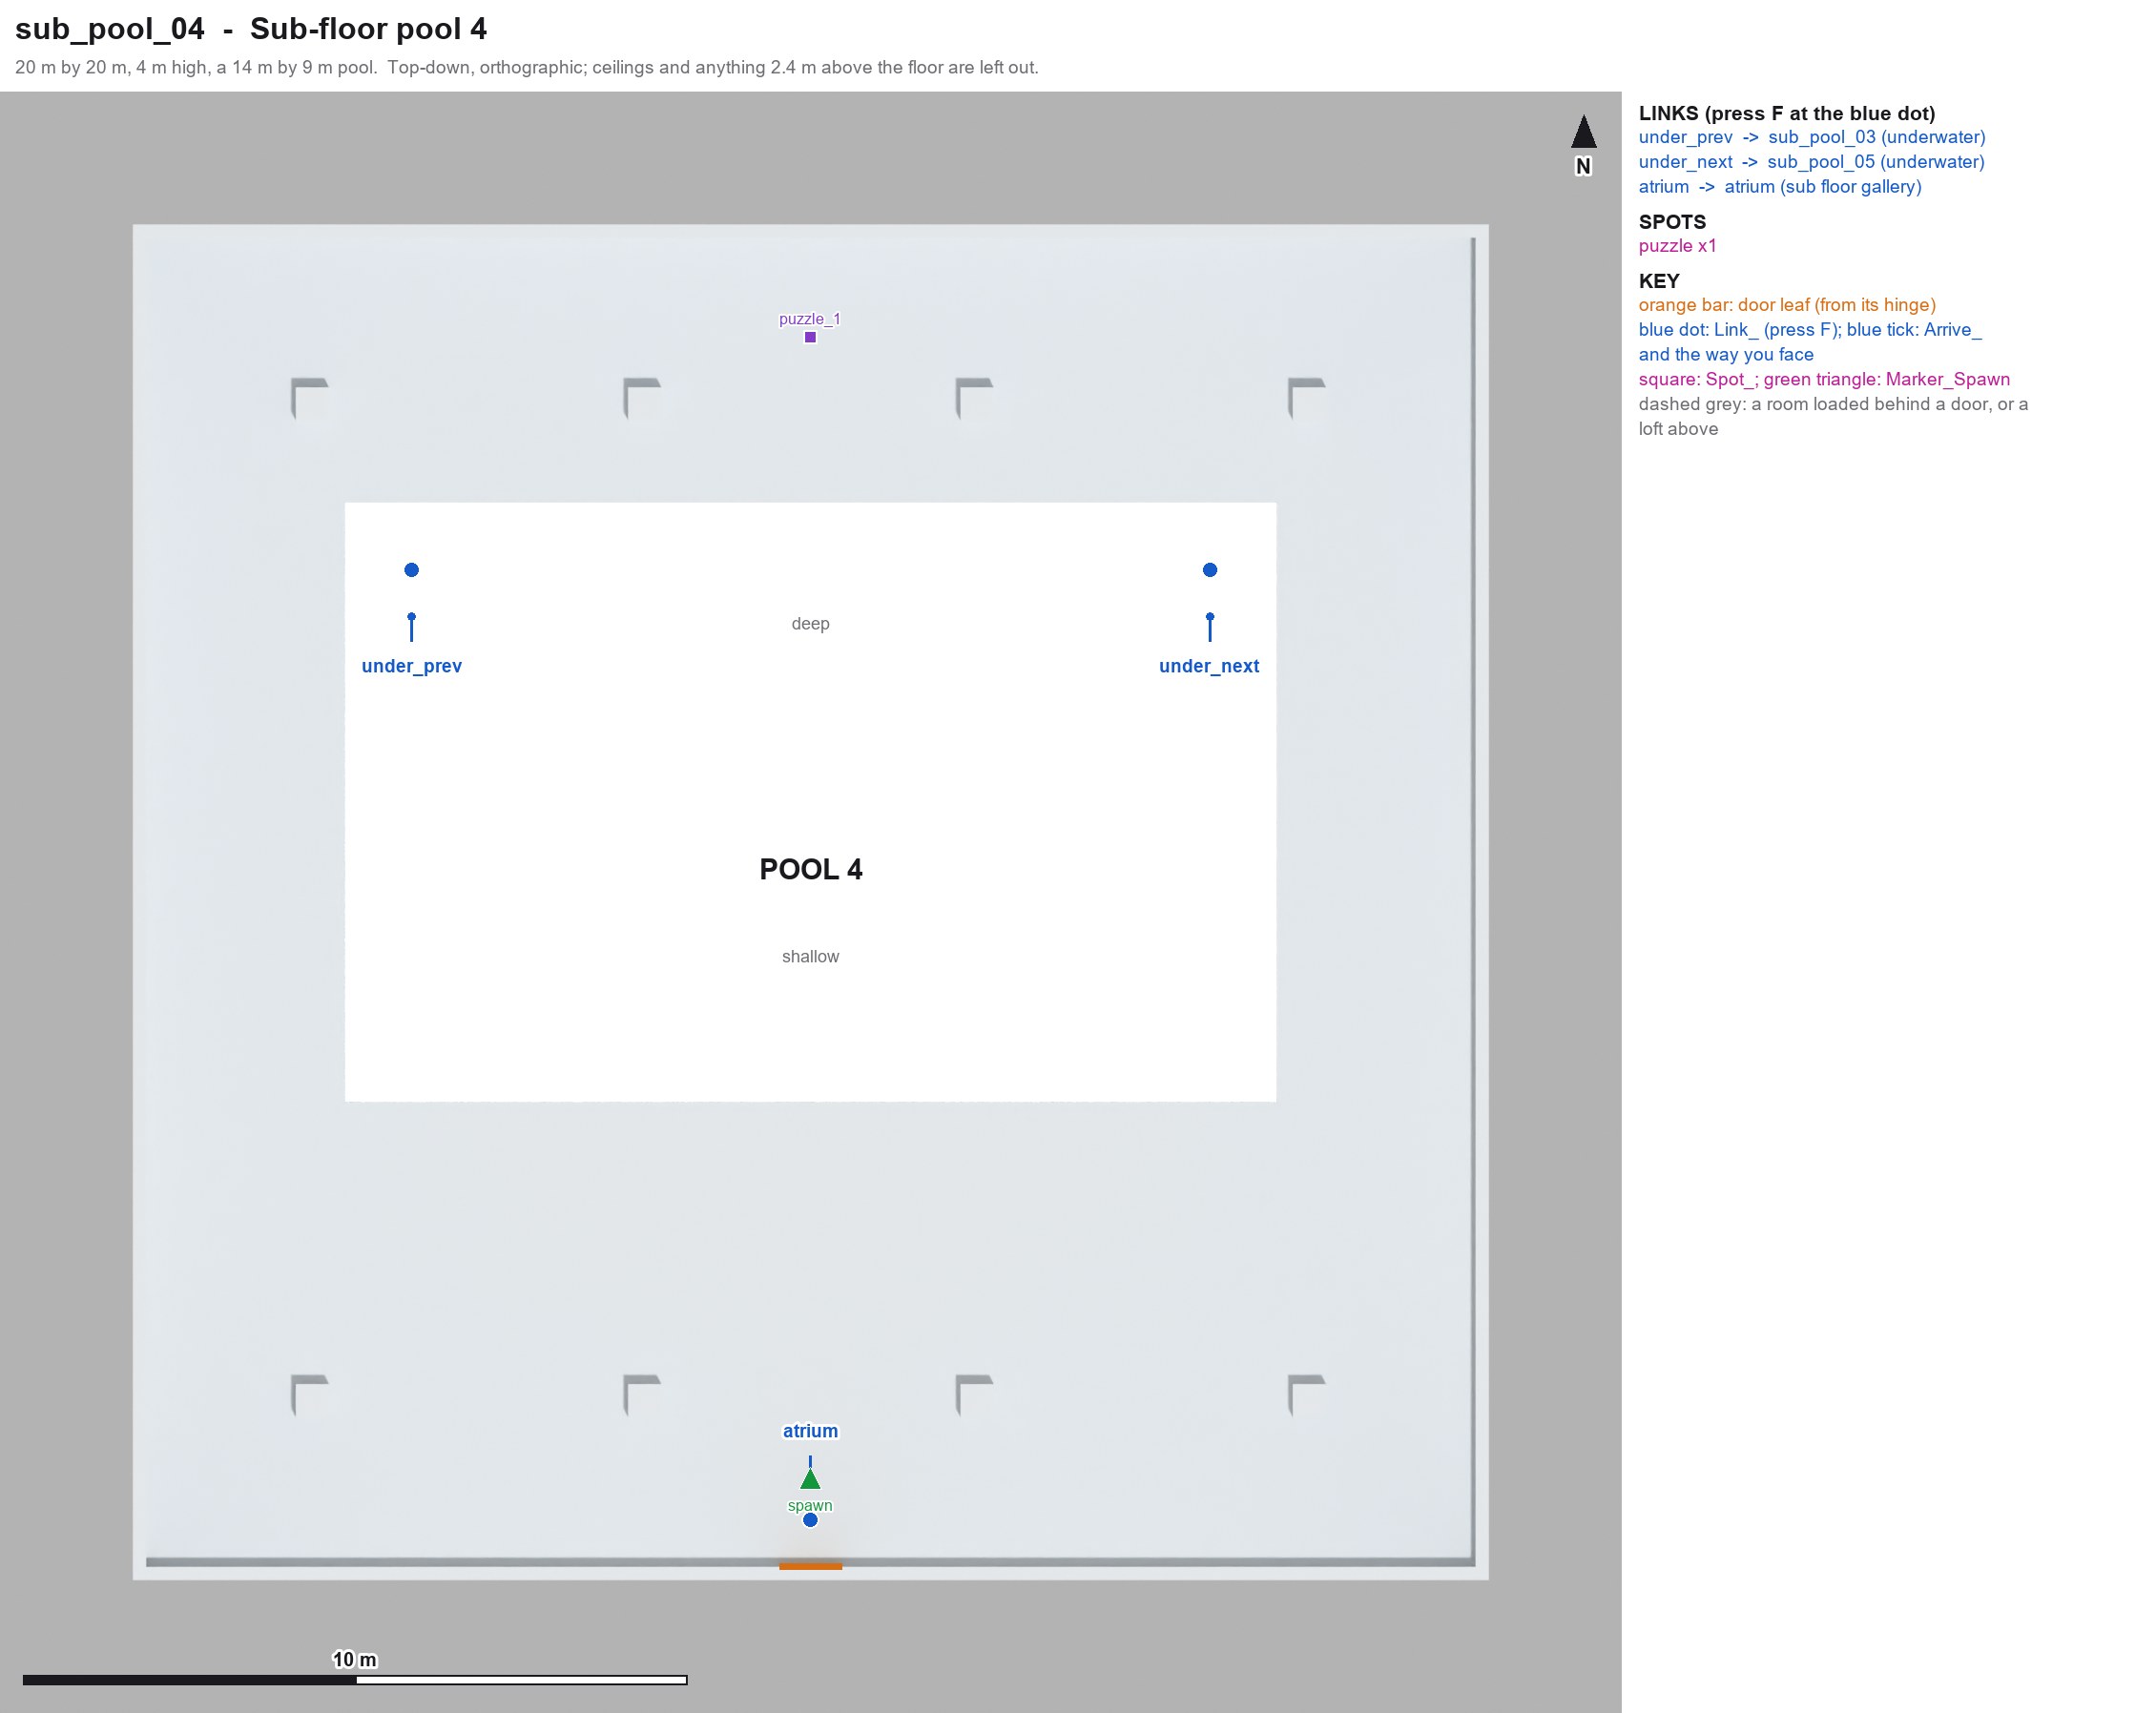 sub_pool_04  -  Sub-floor pool 4
20 m by 20 m, 4 m high, a 14 m by 9 m pool.  Top-down, orthographic; ceilings and anything 2.4 m above the floor are left out.
LINKS (press F at the blue dot)
under_prev  ->  sub_pool_03 (underwater)
under_next  ->  sub_pool_05 (underwater)
atrium  ->  atrium (sub floor gallery)
SPOTS
puzzle x1
KEY
orange bar: door leaf (from its hinge)
blue dot: Link_ (press F); blue tick: Arrive_
and the way you face
square: Spot_; green triangle: Marker_Spawn
dashed grey: a room loaded behind a door, or a
loft above
N
puzzle_1
deep
under_prev
under_next
POOL 4
shallow
atrium
spawn
10 m